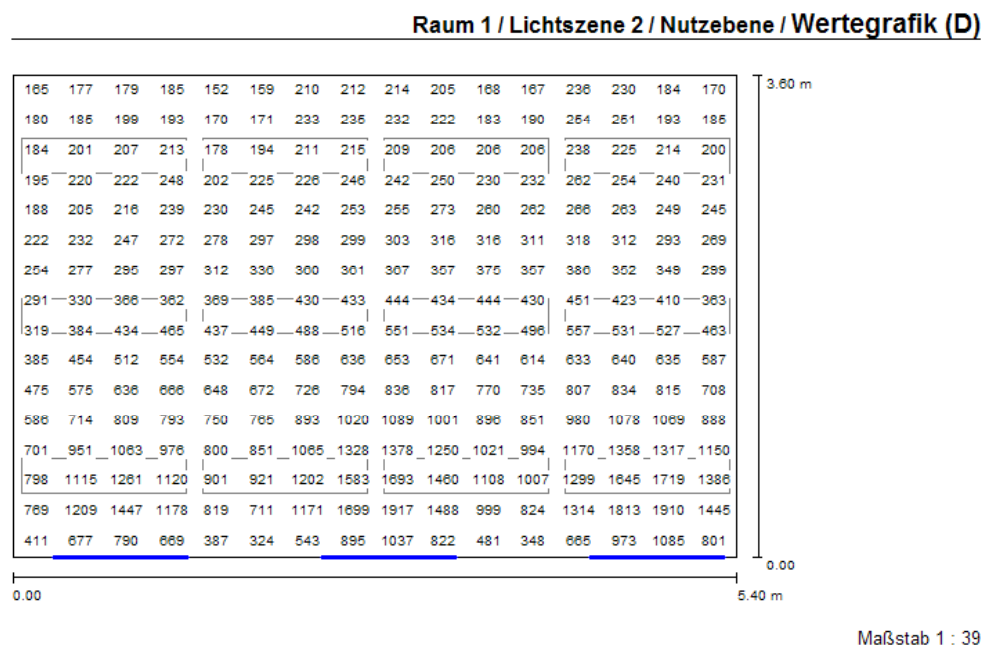 Raum 1 / Lichtszene 2 / Nutzebene / Wertegrafik (D)
165 177 179 185 152 159 210 212 214 205 168 167 236 230 184 170
3.60 m
180 185 199 193 170 171 233 235 232 222 183 190 254 251 193 185
184 201 207 213 178 194 211 215 209 206 206 206 238 225 214 200
195 220 222 248 202 225 226 246 242 250 230 232 262 254 240 231
188 205 216 239 230 245 242 253 255 273 260 262 266 263 249 245
222 232 247 272 278 297 298 299 303 316 316 311 318 312 293 269
254 277 295 297 312 336 360 361 367 357 375 357 386 352 349 299
291 330 366 362 369 385 430 433 444 434 444 430 451 423 410 363
319 384 434 465 437 449 488 516 551 534 532 496 557 531 527 463
385 454 512 554 532 564 586 636 653 671 641 614 633 640 635 587
475 575 636 666 648 672 726 794 836 817 770 735 807 834 815 708
586 714 809 793 750 765 893 1020 1089 1001 896 851 980 1078 1069 888
701 951 1063 976 800 851 1065 1328 1378 1250 1021 994 1170 1358 1317 1150
798 1115 1261 1120 901 921 1202 1583 1693 1460 1108 1007 1299 1645 1719 1386
769 1209 1447 1178 819 711 1171 1699 1917 1488 999 824 1314 1813 1910 1445
411 677 790 669 387 324 543 895 1037 822 481 348 665 973 1085 801
0.00
0.00 5.40 m
Maßstab 1 : 39